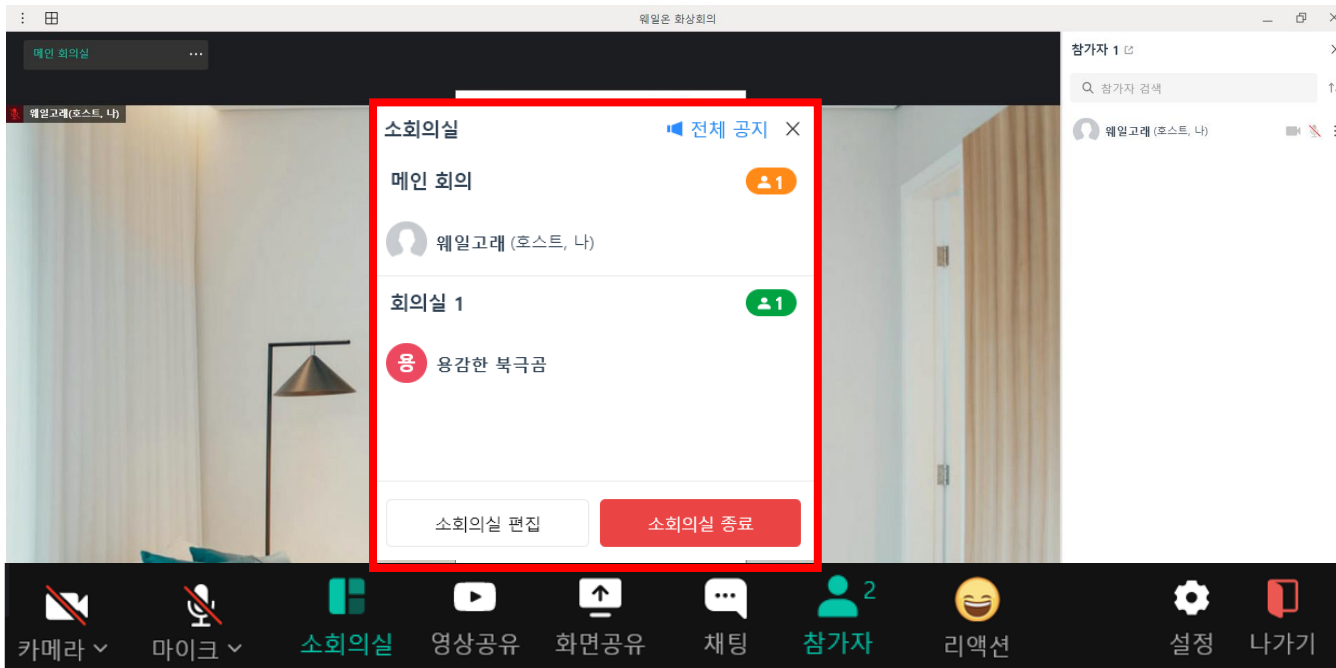 웨일온 화상회의
메인 회의실 ...
웨일고래(호스트, 나)
참가자 1
참가자 검색
웨일고래 (호스트, 나)
소회의실 전체 공지
메인 회의 1
웨일고래 (호스트, 나)
회의실 1 1
용 용감한 북극곰
소회의실 편집 소회의실 종료
2
카메라 마이크 소회의실 영상공유 화면공유 채팅 참가자 리액션 설정 나가기